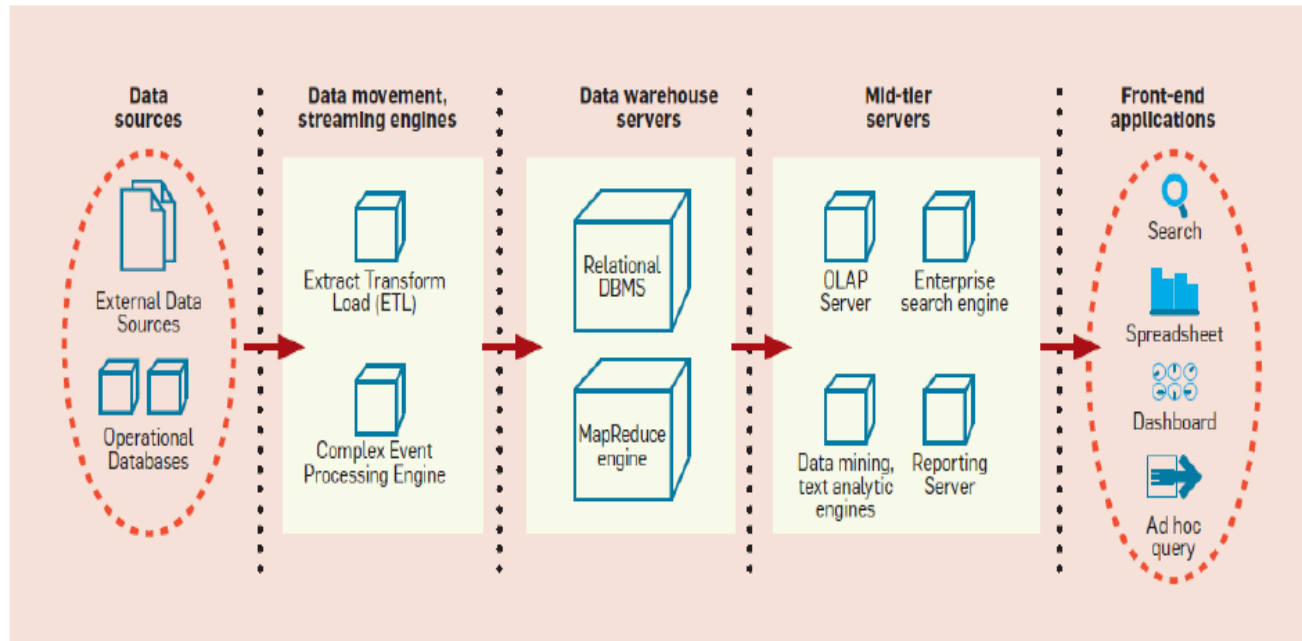 Data
sources
Data movement,
streaming engines
Data warehouse
servers
Mid-tier
servers
Front-end
applications
External Data
Sources
Operational
Databases
Extract Transform
Load (ETL)
Complex Event
Processing Engine
Relational
DBMS
MapReduce
engine
OLAP
Server
Enterprise
search engine
Data mining,
text analytic
engines
Reporting
Server
Search
Spreadsheet
Dashboard
Ad hoc
query